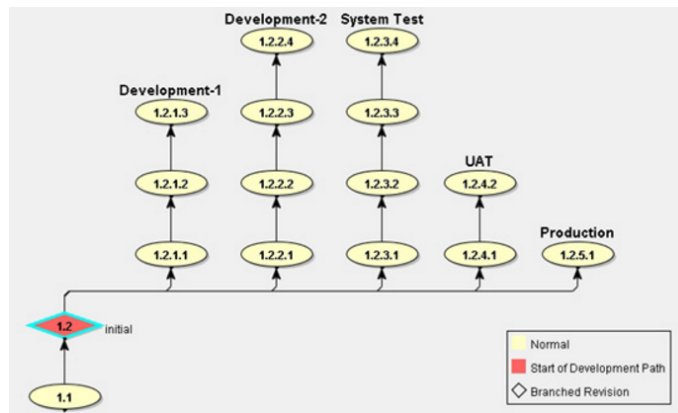 Development-2 System Test
1.2.2.4 1.2.3.4
Development-1
1.2.1.3 1.2.2.3 1.2.3.3
UAT
1.2.1.2 1.2.2.2 1.2.3.2 1.2.4.2
Production
1.2.1.1 1.2.2.1 1.2.3.1 1.2.4.1 1.2.5.1
1.2 initial
Normal
Start of Development Path
Branched Revision
1.1